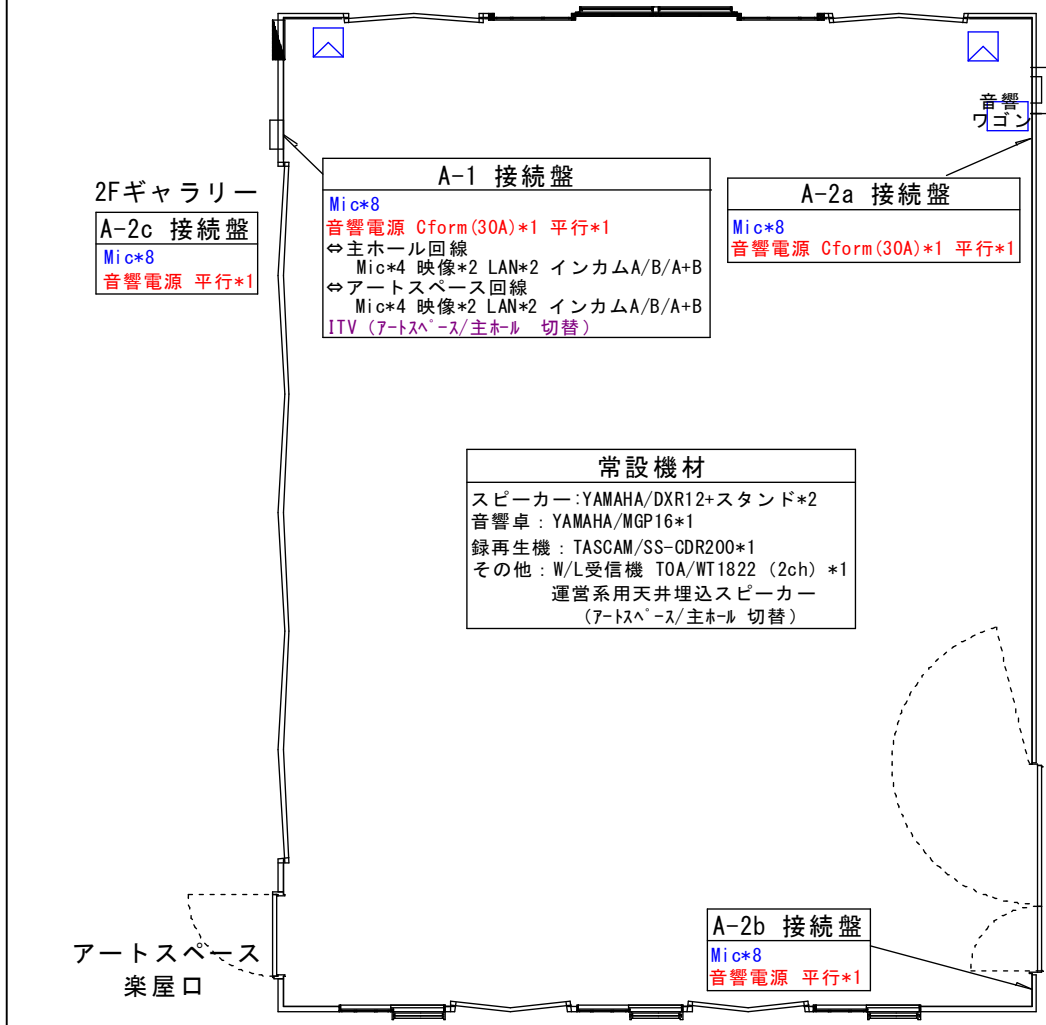 音響
ワゴン
A-1 接続盤
Mic*8
音響電源 Cform(30A)*1 平行*1
⇔主ホール回線
Mic*4 映像*2 LAN*2 インカムA/B/A+B
⇔アートスペース回線
Mic*4 映像*2 LAN*2 インカムA/B/A+B
ITV(アートスペース/主ホール 切替)
A-2a 接続盤
Mic*8
音響電源 Cform(30A)*1 平行*1
2Fギャラリー
A-2c 接続盤
Mic*8
音響電源 平行*1
常設機材
スピーカー:YAMAHA/DXR12+スタンド*2
音響卓:YAMAHA/MGP16*1
録再生機:TASCAM/SS-CDR200*1
その他:W/L受信機 TOA/WT1822(2ch)*1
運営系用天井埋込スピーカー
(アートスペース/主ホール 切替)
A-2b 接続盤
Mic*8
音響電源 平行*1
アートスペース
楽屋口